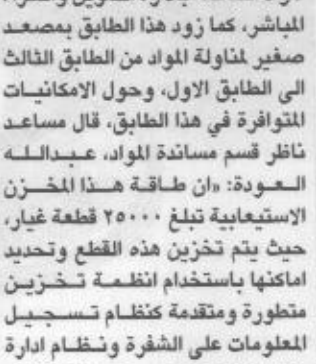 المباشر، كما زود هذا الطابق بمصعد
صغير لمناولة المواد من الطابق الثالث
الى الطابق الاول، وحول الامكانيات
المتوافرة في هذا الطابق، قال مساعد
ناظر قسم مساندة المواد، عبدالله
العودة: «ان طاقة هذا المخزن
الاستيعابية تبلغ ٢٥٠٠٠ قطعة غيار،
حيث يتم تخزين هذه القطع وتحديد
اماكنها باستخدام انظمة تخزين
متطورة ومتقدمة كنظام تسجيل
المعلومات على الشفرة ونظام ادارة